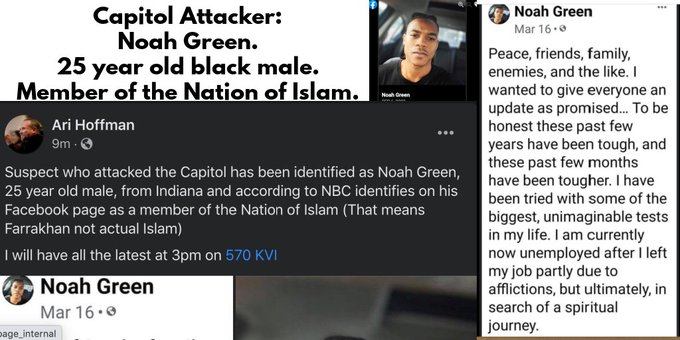 Capitol Attacker:
Noah Green.
25 year old black male.
Member of the Nation of Islam.
Noah Green
Ari Hoffman
9m
Suspect who attacked the Capitol has been identified as Noah Green,
25 year old male, from Indiana and according to NBC identifies on his
Facebook page as a member of the Nation of Islam (That means
Farrakhan not actual Islam)
I will have all the latest at 3pm on 570 KVI
Noah Green
Mar 16
page_internal
Noah Green
Mar 16
Peace, friends, family,
enemies, and the like. I
wanted to give everyone an
update as promised... To be
honest these past few
years have been tough, and
these past few months
have been tougher. I have
been tried with some of the
biggest, unimaginable tests
in my life. I am currently
now unemployed after I left
my job partly due to
afflictions, but ultimately, in
search of a spiritual
journey.